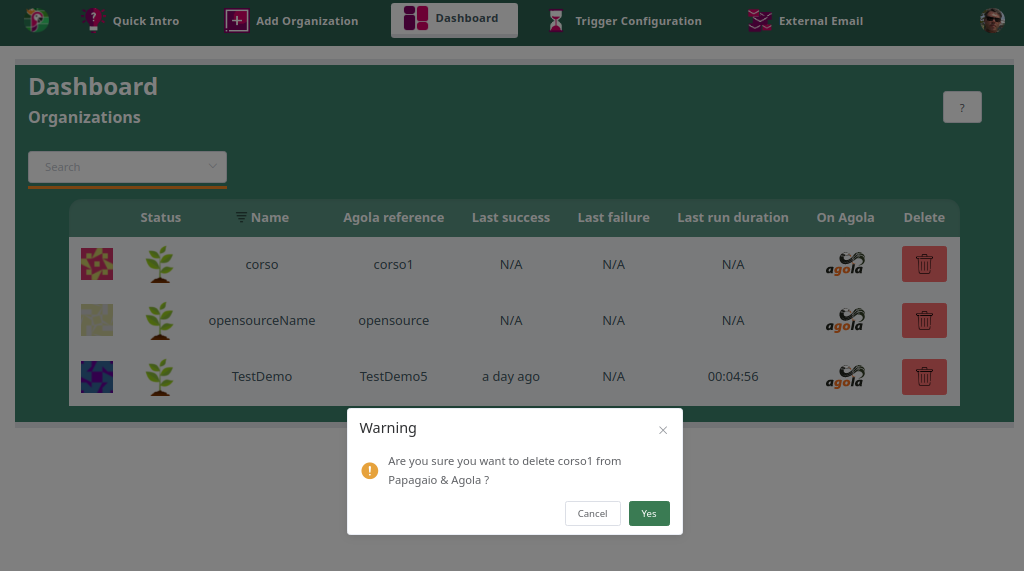 Quick Intro
Add Organization
Dashboard
Trigger Configuration
External Email
Dashboard
Organizations
?
Search
Status Name Agola reference Last success Last failure Last run duration On Agola Delete
corso corso1 N/A N/A N/A agola
opensourceName opensource N/A N/A N/A agola
TestDemo TestDemo5 a day ago N/A 00:04:56 agola
Warning
Are you sure you want to delete corso1 from
Papagaio & Agola ?
Cancel Yes